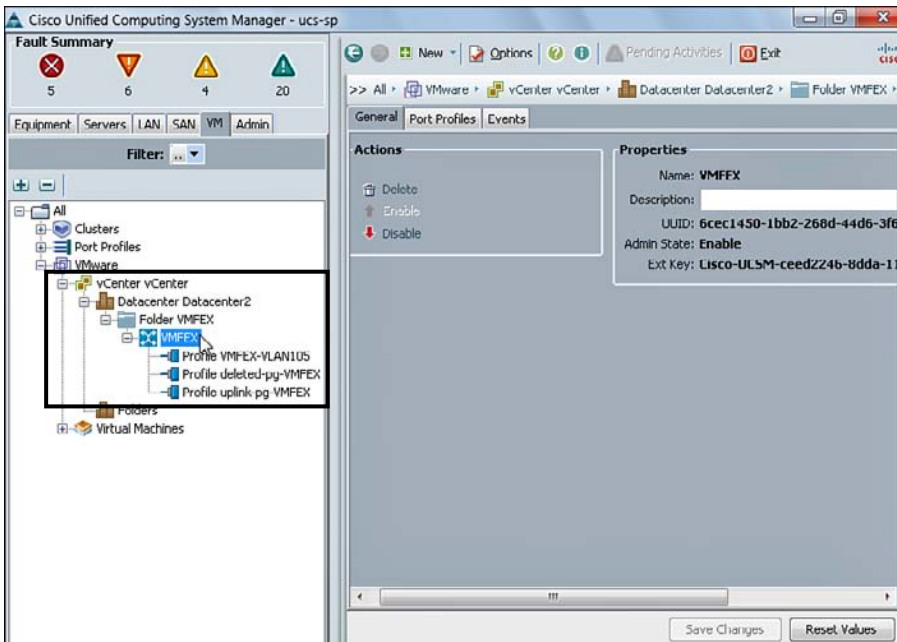 Cisco Unified Computing System Manager - ucs-sp
Fault Summary
5 6 4 20
Equipment Servers LAN SAN VM Admin
Filter: ..
All
Clusters
Port Profiles
VMware
vCenter vCenter
Datacenter Datacenter2
Folder VMFEX
VMFEX
Profile VMFEX-VLAN105
Profile deleted-pg-VMFEX
Profile uplink-pg-VMFEX
Folders
Virtual Machines
New Options Pending Activities Exit
>> All VMware vCenter vCenter Datacenter Datacenter2 Folder VMFEX
General Port Profiles Events
Actions
Delete
Enable
Disable
Properties
Name: VMFEX
Description:
UUID: 6cec1450-1bb2-268d-44d6-3f6
Admin State: Enable
Ext Key: Cisco-UCSM-ceed2246-8dda-11
Save Changes Reset Values